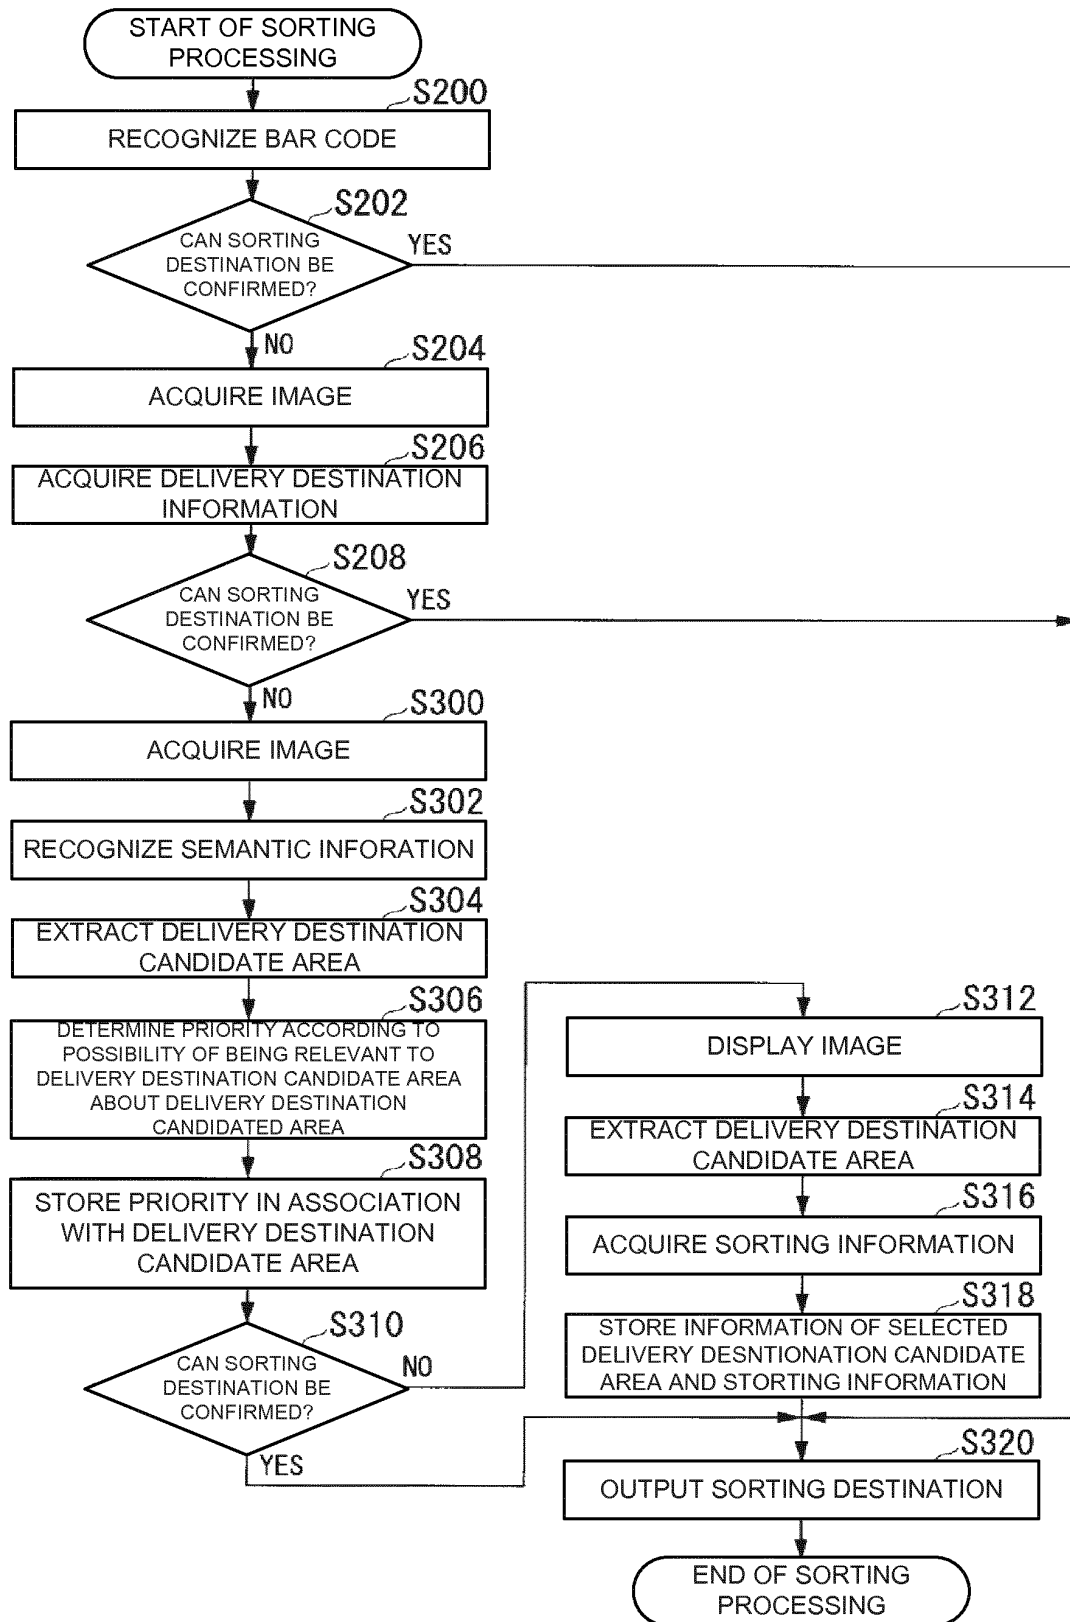 START OF SORTING
PROCESSING
S200
RECOGNIZE BAR CODE
S202
CAN SORTING
DESTINATION BE
CONFIRMED?
YES
NO
S204
ACQUIRE IMAGE
S206
ACQUIRE DELIVERY DESTINATION
INFORMATION
S208
CAN SORTING
DESTINATION BE
CONFIRMED?
YES
NO
S300
ACQUIRE IMAGE
S302
RECOGNIZE SEMANTIC INFORATION
S304
EXTRACT DELIVERY DESTINATION
CANDIDATE AREA
S306
DETERMINE PRIORITY ACCORDING TO
POSSIBILITY OF BEING RELEVANT TO
DELIVERY DESTINATION CANDIDATE AREA
ABOUT DELIVERY DESTINATION
CANDIDATED AREA
S308
STORE PRIORITY IN ASSOCIATION
WITH DELIVERY DESTINATION
CANDIDATE AREA
S310
CAN SORTING
DESTINATION BE
CONFIRMED?
NO
YES
S312
DISPLAY IMAGE
S314
EXTRACT DELIVERY DESTINATION
CANDIDATE AREA
S316
ACQUIRE SORTING INFORMATION
S318
STORE INFORMATION OF SELECTED
DELIVERY DESNTIONATION CANDIDATE
AREA AND STORTING INFORMATION
S320
OUTPUT SORTING DESTINATION
END OF SORTING
PROCESSING